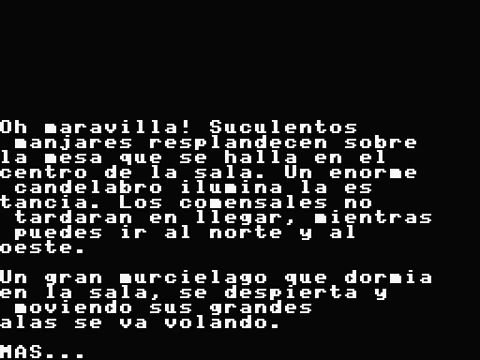 Oh maravilla! Suculentos
manjares resplandecen sobre
la mesa que se halla en el
centro de la sala. Un enorme
candelabro ilumina la es
tancia. Los comensales no
tardaran en llegar, mientras
puedes ir al norte y al
oeste.
Un gran murcielago que dormia
en la sala, se despierta y
moviendo sus grandes
alas se va volando.
MAS...